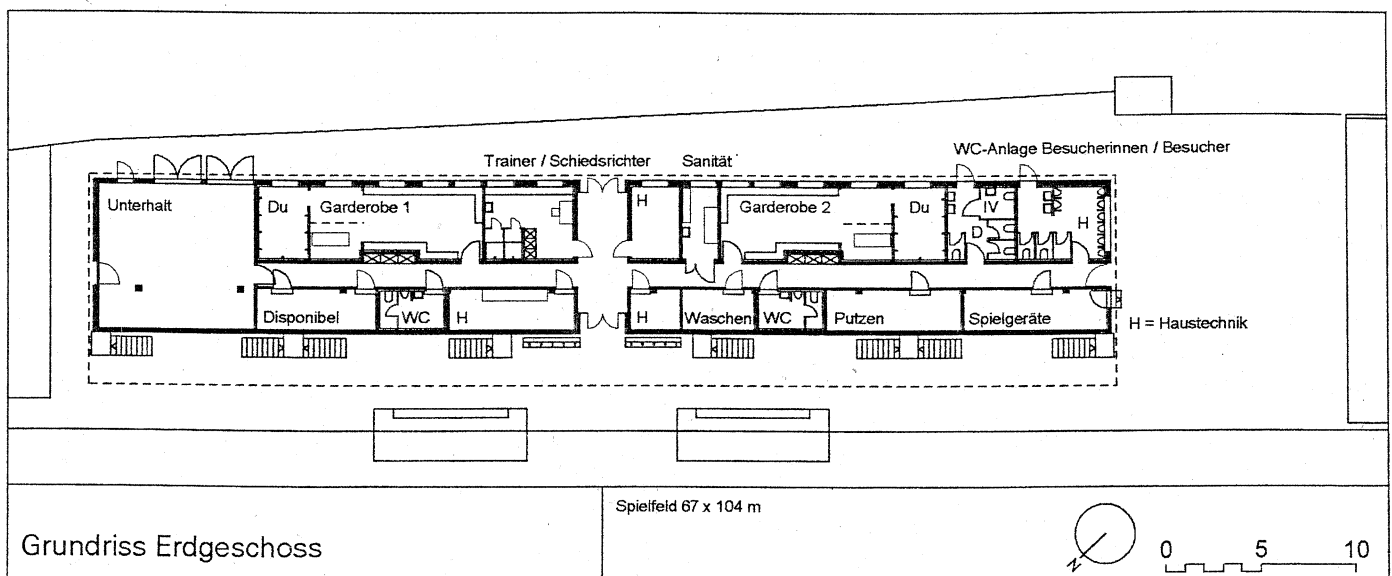 Trainer / Schiedsrichter
Sanität
WC-Anlage Besucherinnen / Besucher
Unterhalt
Du
Garderobe 1
H
Garderobe 2
Du
IV
D
H
Disponibel
WC
H
H
Waschen
WC
Putzen
Spielgeräte
H = Haustechnik
Spielfeld 67 x 104 m
Grundriss Erdgeschoss
N
0 5 10